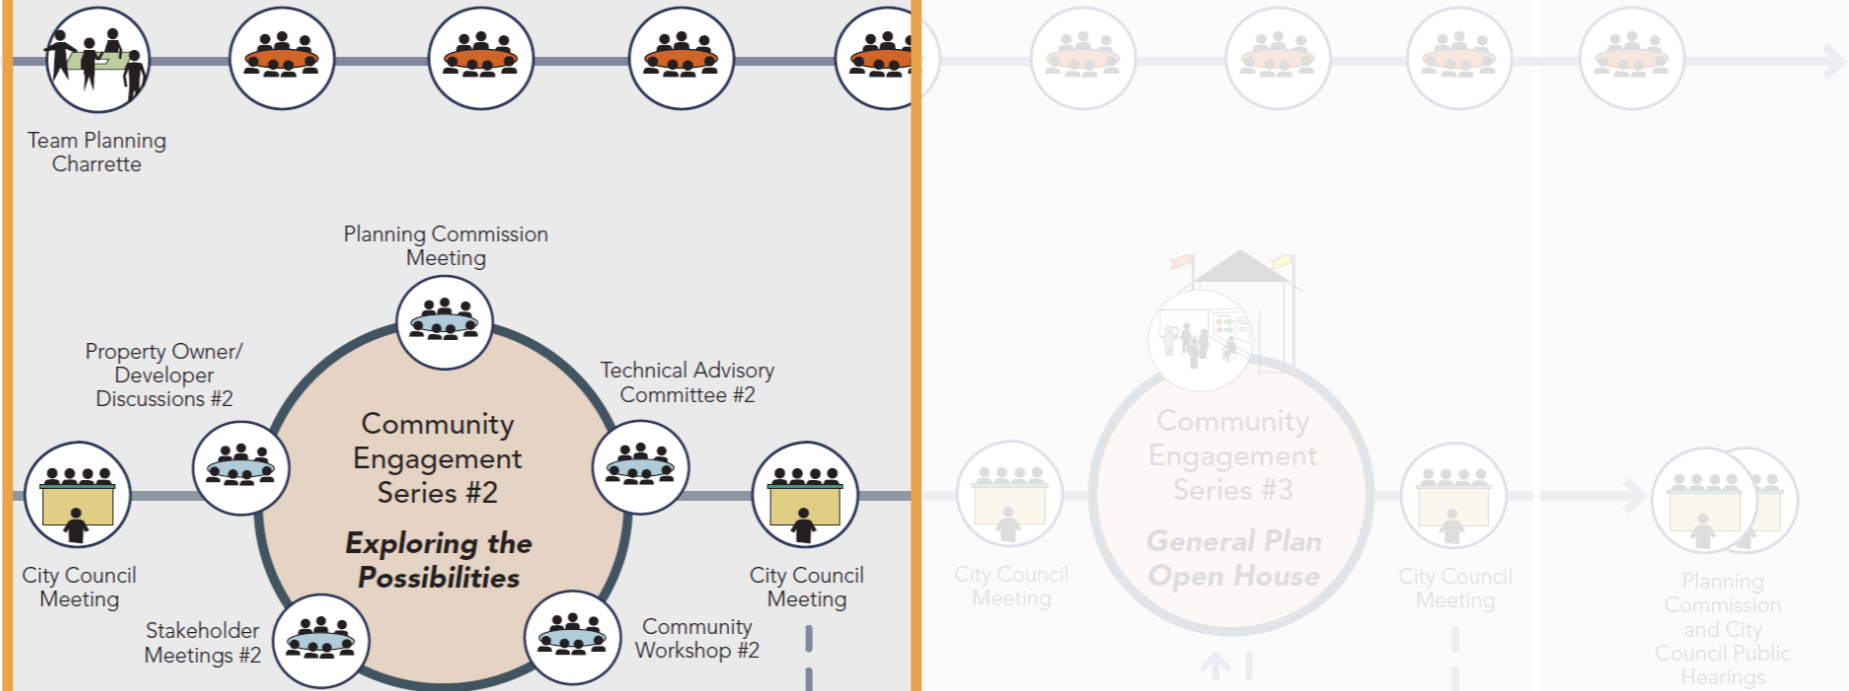 Team Planning
Charrette
Planning Commission
Meeting
Property Owner/
Developer
Discussions #2
Technical Advisory
Committee #2
Community
Engagement
Series #2
Exploring the
Possibilities
City Council
Meeting
City Council
Meeting
Stakeholder
Meetings #2
Community
Workshop #2
Community
Engagement
Series #3
General Plan
Open House
City Council
Meeting
City Council
Meeting
Planning
Commission
and City
Council Public
Hearings